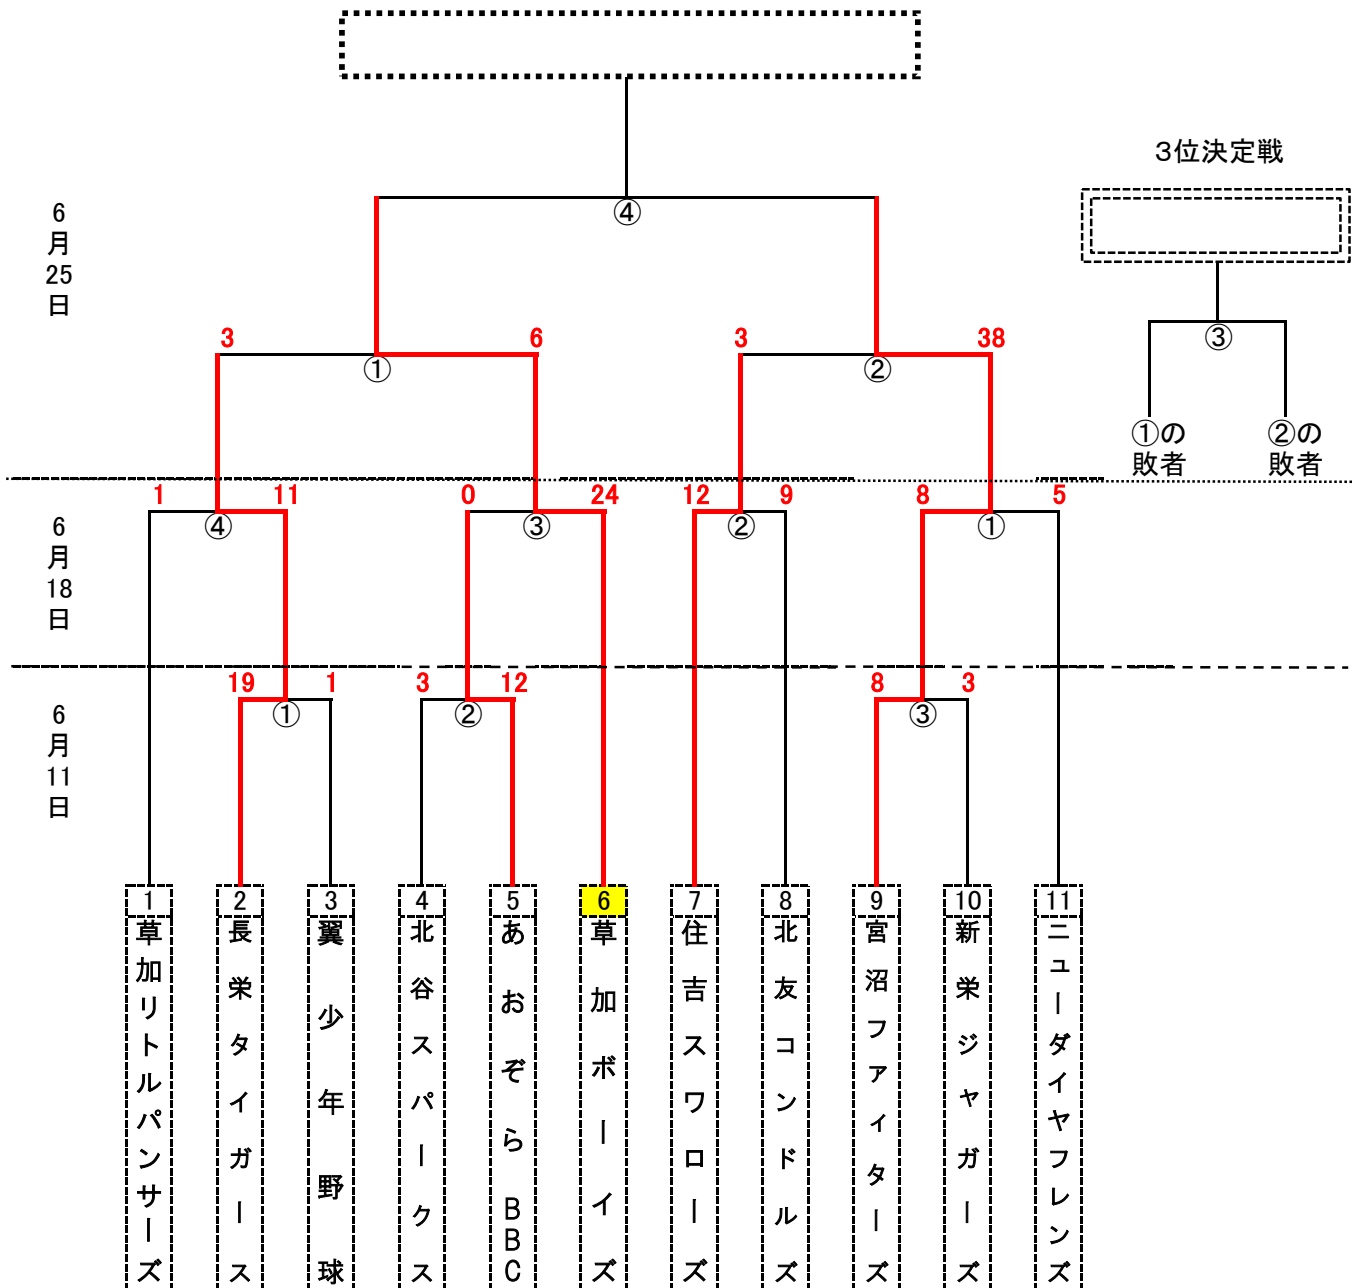 3位決定戦
6月25日
④
3
6
3
38
①
②
③
①の敗者
②の敗者
6月18日
1
11
0
24
12
9
8
5
④
③
②
①
6月11日
19
1
3
12
8
3
①
②
③
1
2
3
4
5
6
7
8
9
10
11
草加リトルパンサーズ
長栄タイガース
翼少年野球
北谷スパークス
あおぞらBBC
草加ボーイズ
住吉スワローズ
北友コンドルズ
宮沼ファイターズ
新栄ジャガーズ
ニューダイヤフレンズ